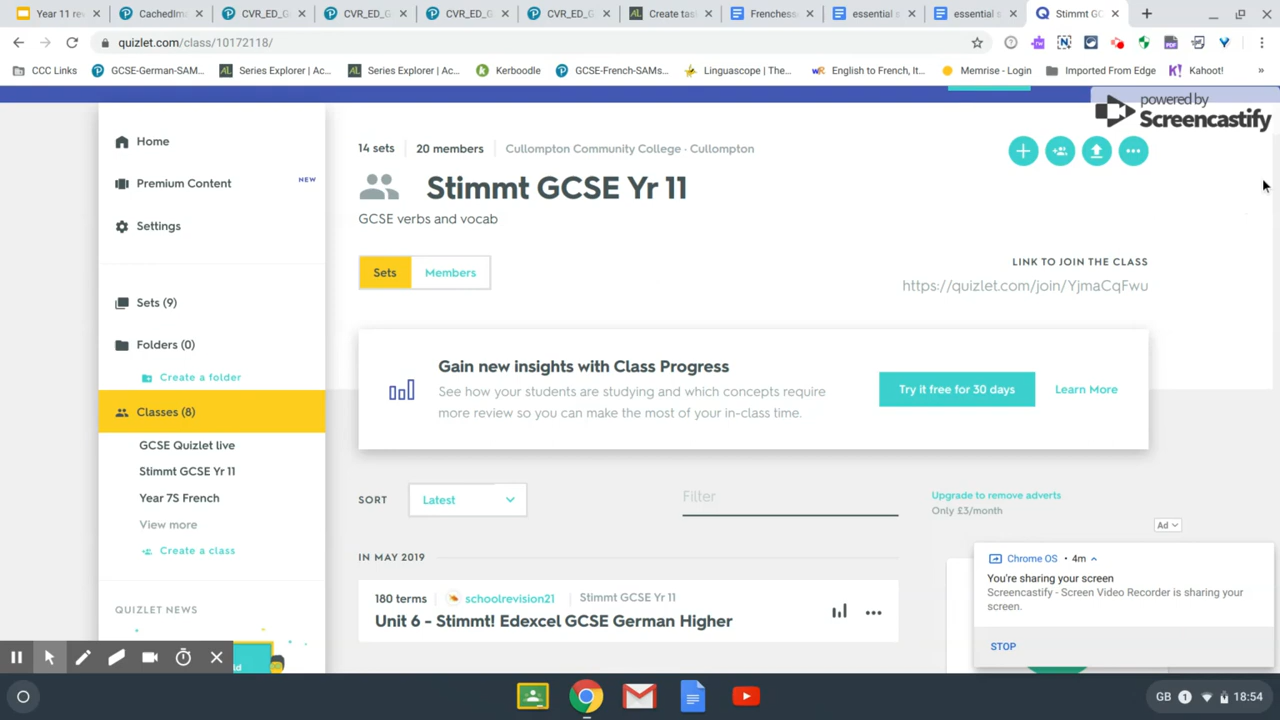 Year 11 rev
CachedIma
CVR_ED_G
CVR_ED_G
CVR_ED_G
CVR_ED_G
Create tas
Frenchess
essential s
essential s
Stimmt GC
quizlet.com/class/10172118/
CCC Links
GCSE-German-SAM...
Series Explorer | Ac...
Series Explorer | Ac...
Kerboodle
GCSE-French-SAMs...
Linguascope | The...
English to French, It...
Memrise - Login
Imported From Edge
Kahoot!
»
powered by
Screencastify
Home
Premium Content
NEW
Settings
Sets (9)
Folders (0)
Create a folder
Classes (8)
GCSE Quizlet live
Stimmt GCSE Yr 11
Year 7S French
View more
Create a class
QUIZLET NEWS
14 sets
20 members
Cullompton Community College · Cullompton
Stimmt GCSE Yr 11
GCSE verbs and vocab
Sets
Members
LINK TO JOIN THE CLASS
https://quizlet.com/join/YjmaCqFwu
Gain new insights with Class Progress
See how your students are studying and which concepts require
more review so you can make the most of your in-class time.
Try it free for 30 days
Learn More
SORT
Latest
Filter
Upgrade to remove adverts
Only £3/month
Ad
IN MAY 2019
180 terms
schoolrevision21
Stimmt GCSE Yr 11
Unit 6 - Stimmt! Edexcel GCSE German Higher
Chrome OS • 4m
You're sharing your screen
Screencastify - Screen Video Recorder is sharing your
screen.
STOP
GB
1
18:54